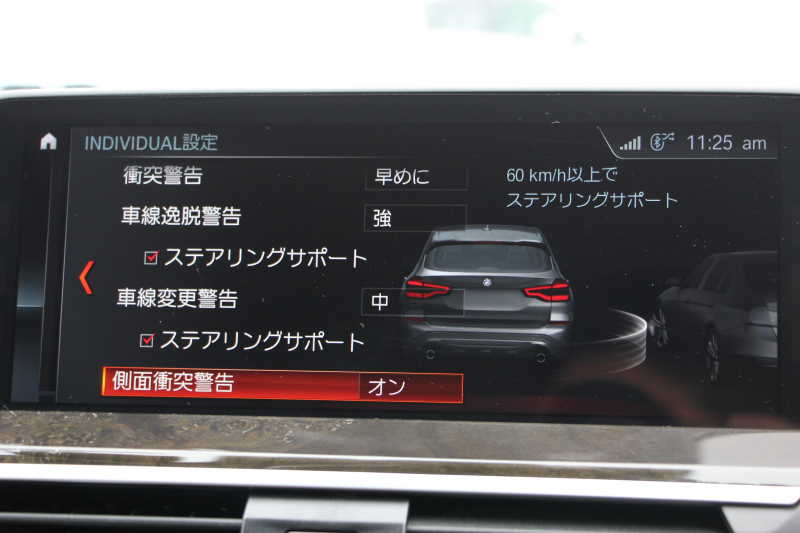 INDIVIDUAL設定
11:25 am
衝突警告 早めに
60 km/h以上で
ステアリングサポート
車線逸脱警告 強
ステアリングサポート
車線変更警告 中
ステアリングサポート
側面衝突警告 オン